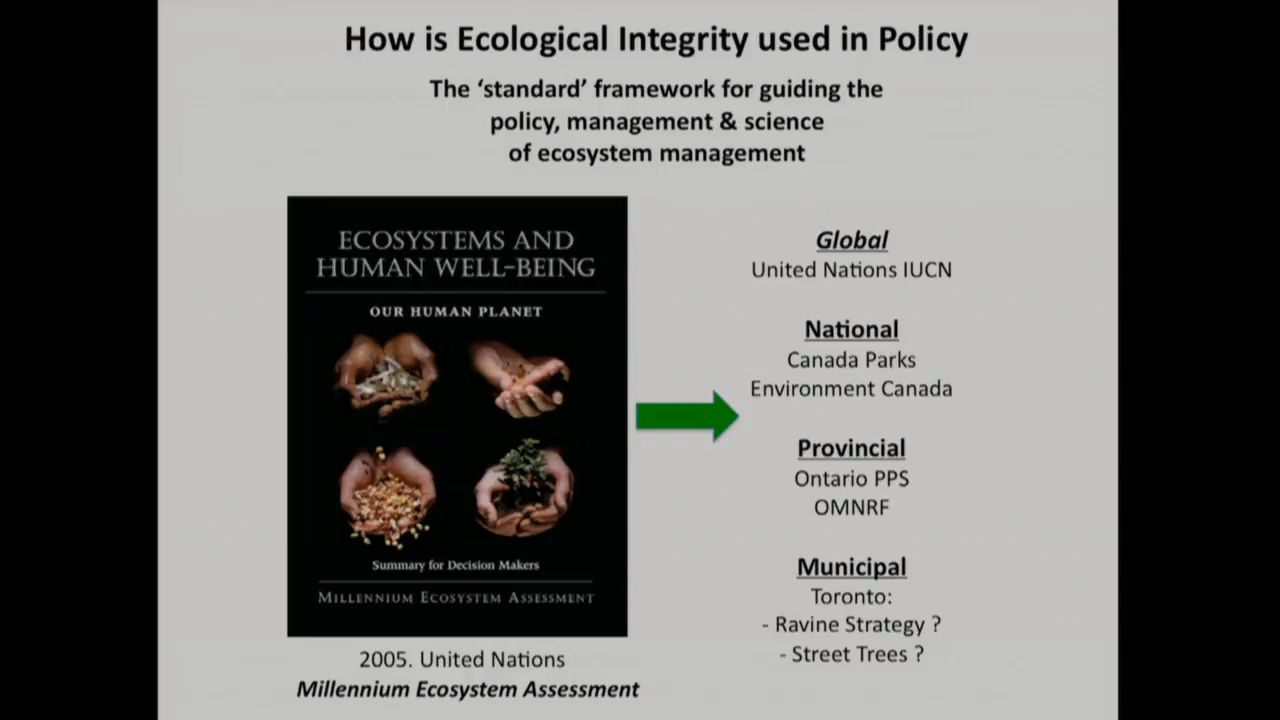 How is Ecological Integrity used in Policy
The ‘standard’ framework for guiding the
policy, management & science
of ecosystem management
ECOSYSTEMS AND
HUMAN WELL-BEING
OUR HUMAN PLANET
Summary for Decision Makers
MILLENNIUM ECOSYSTEM ASSESSMENT
2005. United Nations
Millennium Ecosystem Assessment
Global
United Nations IUCN
National
Canada Parks
Environment Canada
Provincial
Ontario PPS
OMNRF
Municipal
Toronto:
- Ravine Strategy ?
- Street Trees ?